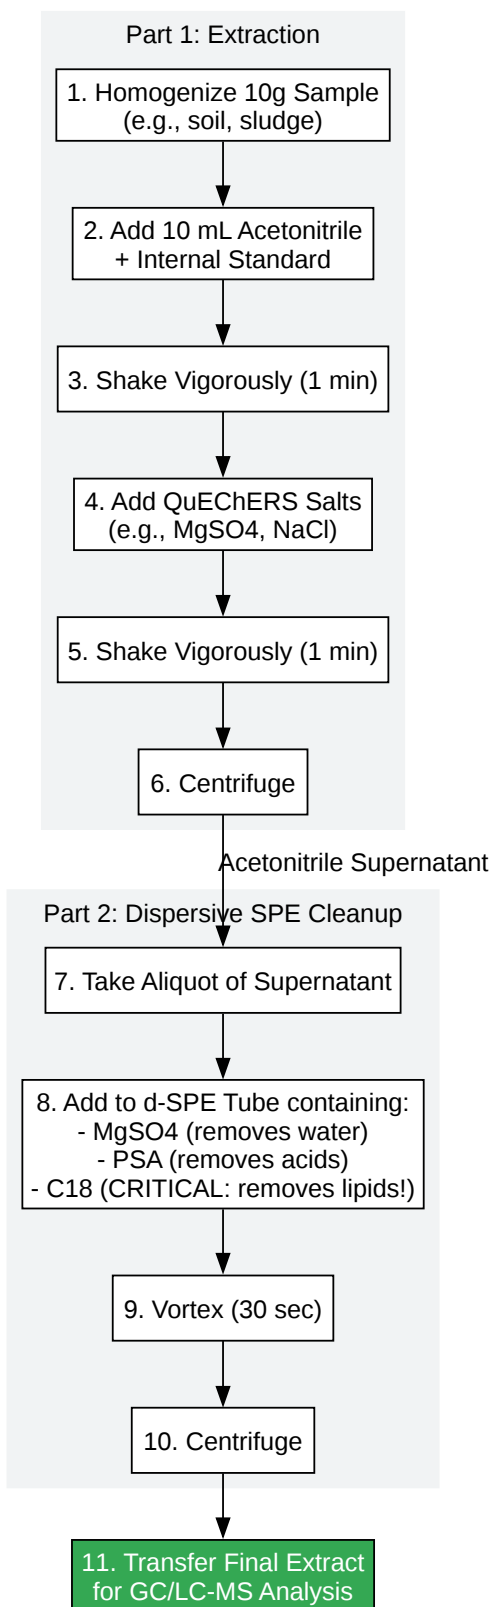 Part 1: Extraction
1. Homogenize 10g Sample
(e.g., soil, sludge)
2. Add 10 mL Acetonitrile
+ Internal Standard
3. Shake Vigorously (1 min)
4. Add QuEChERS Salts
(e.g., MgSO4, NaCl)
5. Shake Vigorously (1 min)
6. Centrifuge
Acetonitrile Supernatant
Part 2: Dispersive SPE Cleanup
7. Take Aliquot of Supernatant
8. Add to d-SPE Tube containing:
- MgSO4 (removes water)
- PSA (removes acids)
- C18 (CRITICAL: removes lipids!)
9. Vortex (30 sec)
10. Centrifuge
11. Transfer Final Extract
for GC/LC-MS Analysis